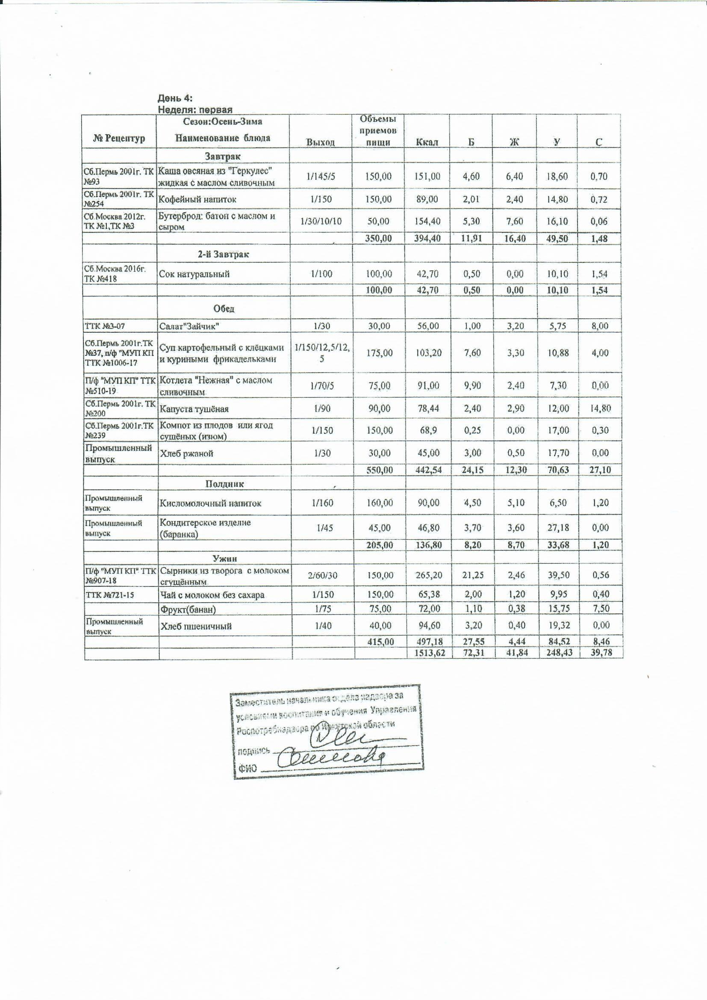 День 4:
Неделя: первая
№ Рецептур Сезон:Осень-Зима Наименование блюда Выход Объемы приемов пищи Ккал Б Ж У С
Завтрак
Сб.Пермь 2001г. ТК №93 Каша овсяная из "Геркулес" жидкая с маслом сливочным 1/145/5 150,00 151,00 4,60 6,40 18,60 0,70
Сб.Пермь 2001г. ТК №254 Кофейный напиток 1/150 150,00 89,00 2,01 2,40 14,80 0,72
Сб.Москва 2012г. ТК №1,ТК №3 Бутерброд: батон с маслом и сыром 1/30/10/10 50,00 154,40 5,30 7,60 16,10 0,06
350,00 394,40 11,91 16,40 49,50 1,48
2-й Завтрак
Сб.Москва 2016г. ТК №418 Сок натуральный 1/100 100,00 42,70 0,50 0,00 10,10 1,54
100,00 42,70 0,50 0,00 10,10 1,54
Обед
ТТК №3-07 Салат"Зайчик" 1/30 30,00 56,00 1,00 3,20 5,75 8,00
Сб.Пермь 2001г.ТК №37, п/ф "МУП КП ТТК №1006-17 Суп картофельный с клёцками и куриными фрикадельками 1/150/12,5/12,5 175,00 103,20 7,60 3,30 10,88 4,00
П/ф "МУП КП" ТТК №510-19 Котлета "Нежная" с маслом сливочным 1/70/5 75,00 91,00 9,90 2,40 7,30 0,00
Сб.Пермь 2001г. ТК №200 Капуста тушёная 1/90 90,00 78,44 2,40 2,90 12,00 14,80
Сб.Пермь 2001г.ТК №239 Компот из плодов или ягод сушёных (изюм) 1/150 150,00 68,9 0,25 0,00 17,00 0,30
Промышленный выпуск Хлеб ржаной 1/30 30,00 45,00 3,00 0,50 17,70 0,00
550,00 442,54 24,15 12,30 70,63 27,10
Полдник
Промышленный выпуск Кисломолочный напиток 1/160 160,00 90,00 4,50 5,10 6,50 1,20
Промышленный выпуск Кондитерское изделие (баранка) 1/45 45,00 46,80 3,70 3,60 27,18 0,00
205,00 136,80 8,20 8,70 33,68 1,20
Ужин
П/ф "МУП КП" ТТК №907-18 Сырники из творога с молоком сгущённым 2/60/30 150,00 265,20 21,25 2,46 39,50 0,56
ТТК №721-15 Чай с молоком без сахара 1/150 150,00 65,38 2,00 1,20 9,95 0,40
Фрукт(банан) 1/75 75,00 72,00 1,10 0,38 15,75 7,50
Промышленный выпуск Хлеб пшеничный 1/40 40,00 94,60 3,20 0,40 19,32 0,00
415,00 497,18 27,55 4,44 84,52 8,46
1513,62 72,31 41,84 248,43 39,78
Заместитель начальника отдела надзора за
условиями воспитания и обучения Управления
Роспотребнадзора по Иркутской области
подпись
ФИО